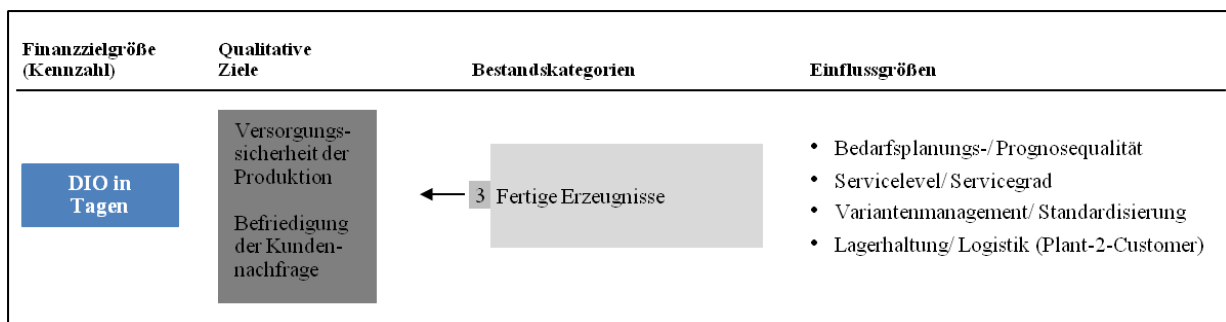 Finanzzielgröße
(Kennzahl)
Qualitative
Ziele
Bestandskategorien
Einflussgrößen
DIO in
Tagen
Versorgungs-
sicherheit der
Produktion
Befriedigung
der Kunden-
nachfrage
3 Fertige Erzeugnisse
• Bedarfsplanungs-/ Prognosequalität
• Servicelevel/ Servicegrad
• Variantenmanagement/ Standardisierung
• Lagerhaltung/ Logistik (Plant-2-Customer)